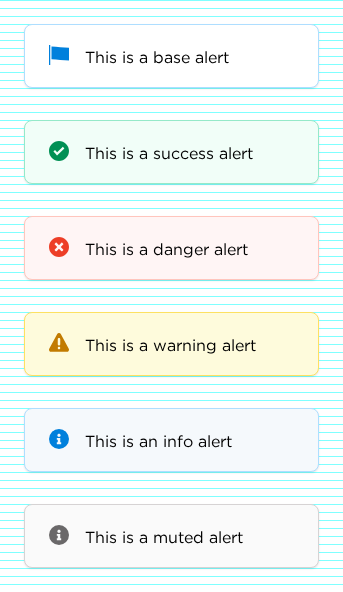 This is a base alert
This is a success alert
This is a danger alert
This is a warning alert
This is an info alert
This is a muted alert